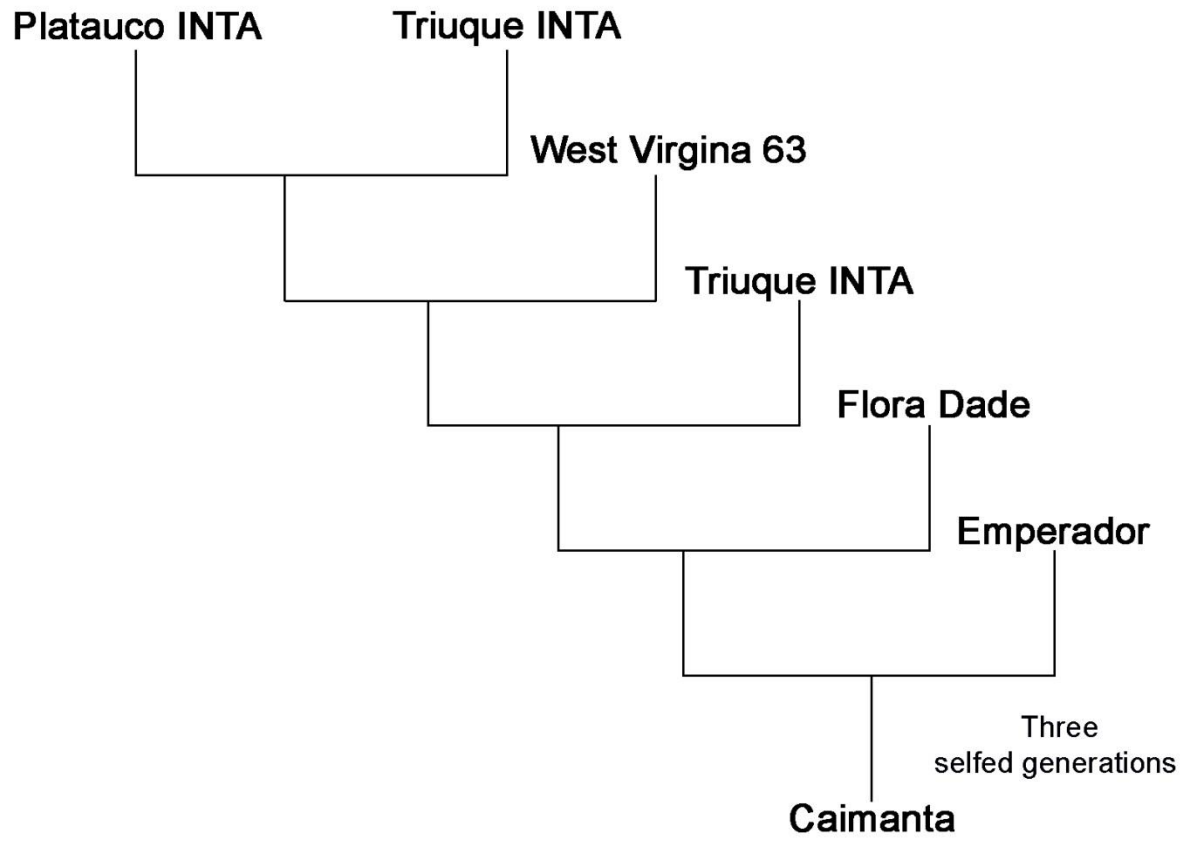 Platauco INTA
Triuque INTA
West Virgina 63
Triuque INTA
Flora Dade
Emperador
Three
selfed generations
Caimanta